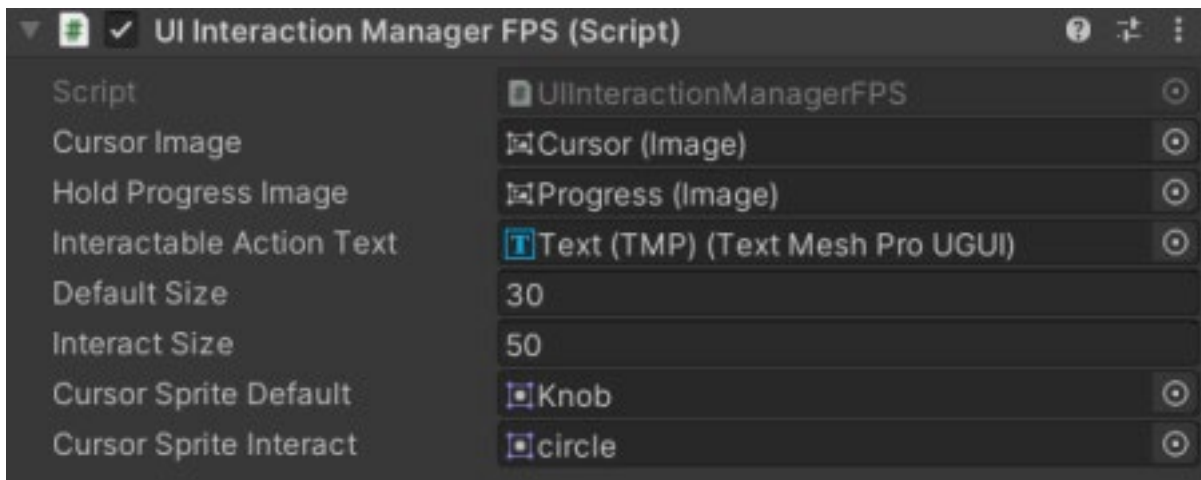 UI Interaction Manager FPS (Script)
Script UIInteractionManagerFPS
Cursor Image Cursor (Image)
Hold Progress Image Progress (Image)
Interactable Action Text Text (TMP) (Text Mesh Pro UGUI)
Default Size 30
Interact Size 50
Cursor Sprite Default Knob
Cursor Sprite Interact circle